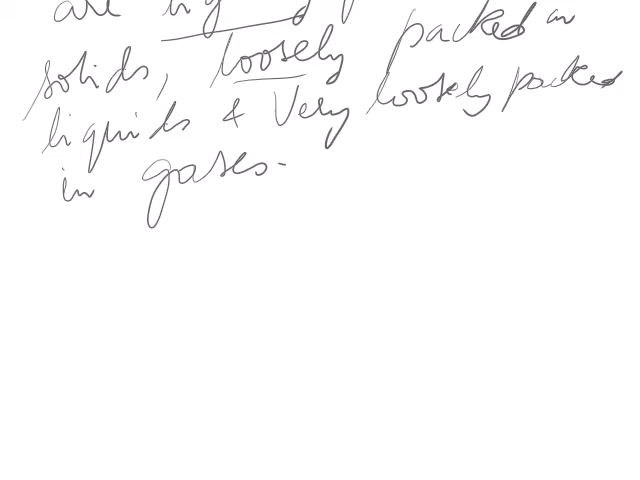 are
solids, loosely packed in
liquids & Very loosely packed
in gases.